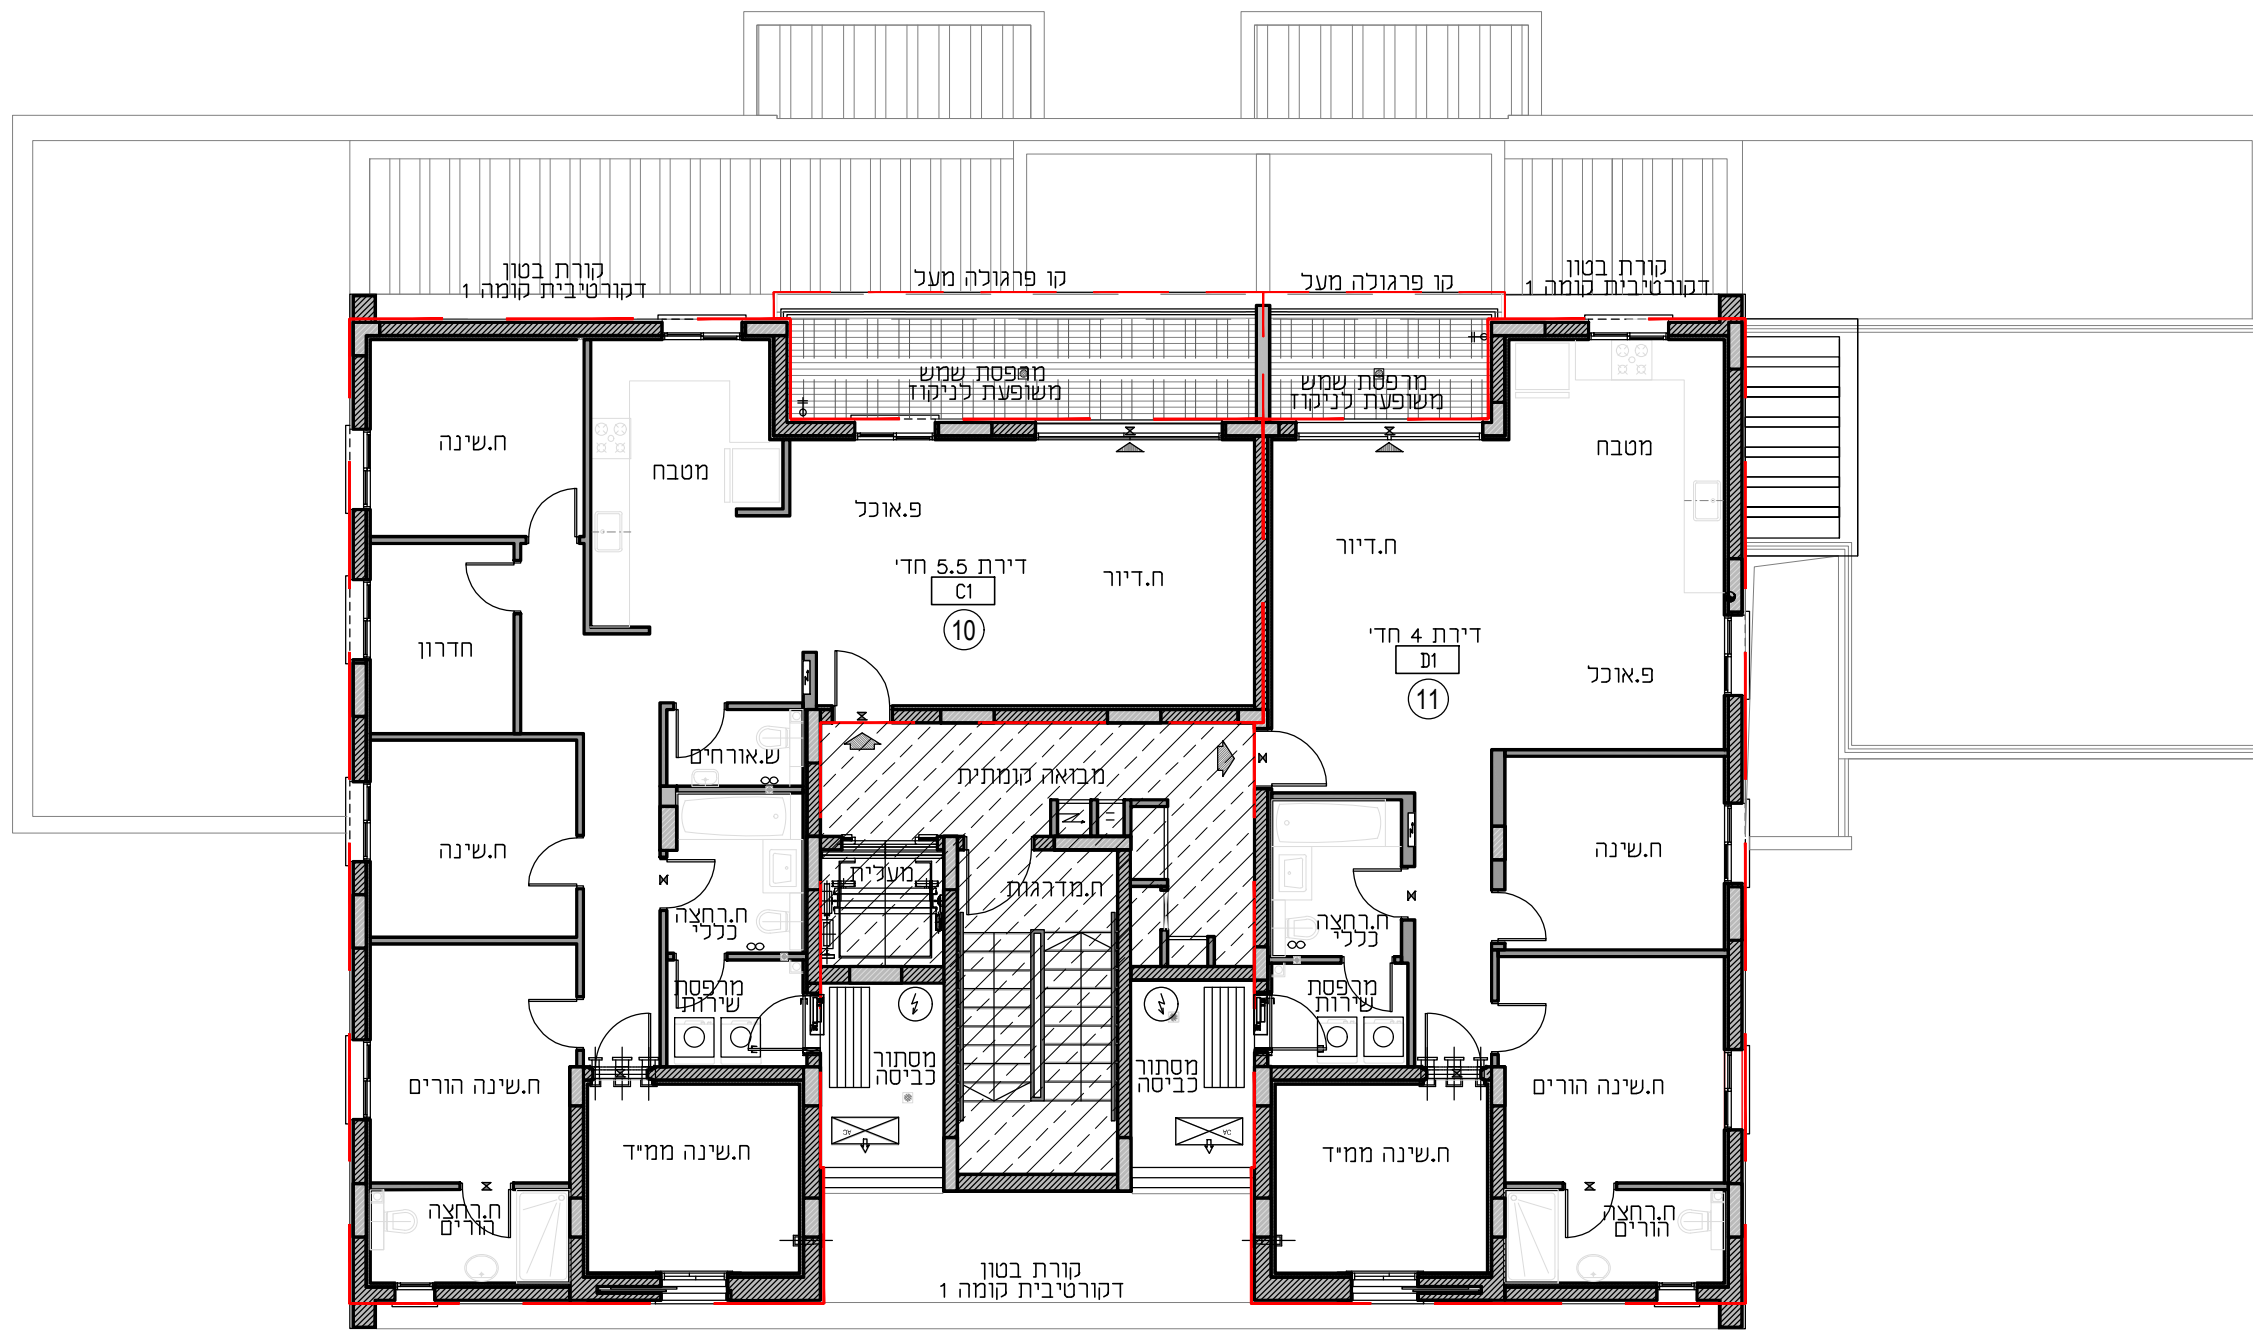 קורת בטון
דקורטיבית קומה 1
קו פרגולה מעל
קו פרגולה מעל
קורת בטון
דקורטיבית קומה 1
מרפסת שמש
משופעת לניקוז
מרפסת שמש
משופעת לניקוז
ח.שינה
מטבח
פ.אוכל
ח.דיור
מטבח
ח.דיור
דירת 5.5 חד'
C1
10
דירת 4 חד'
D1
11
פ.אוכל
חדרון
ש.אורחים
מבואה קומתית
ח.שינה
מעלית
ח.מדרגות
ח.שינה
ח.רחצה
כללי
ח.רחצה
כללי
מרפסת
שירות
מרפסת
שירות
מסתור
כביסה
מסתור
כביסה
ח.שינה הורים
ח.שינה הורים
AC
AC
ח.שינה ממ"ד
ח.שינה ממ"ד
ח.רחצה
הורים
ח.רחצה
הורים
קורת בטון
דקורטיבית קומה 1